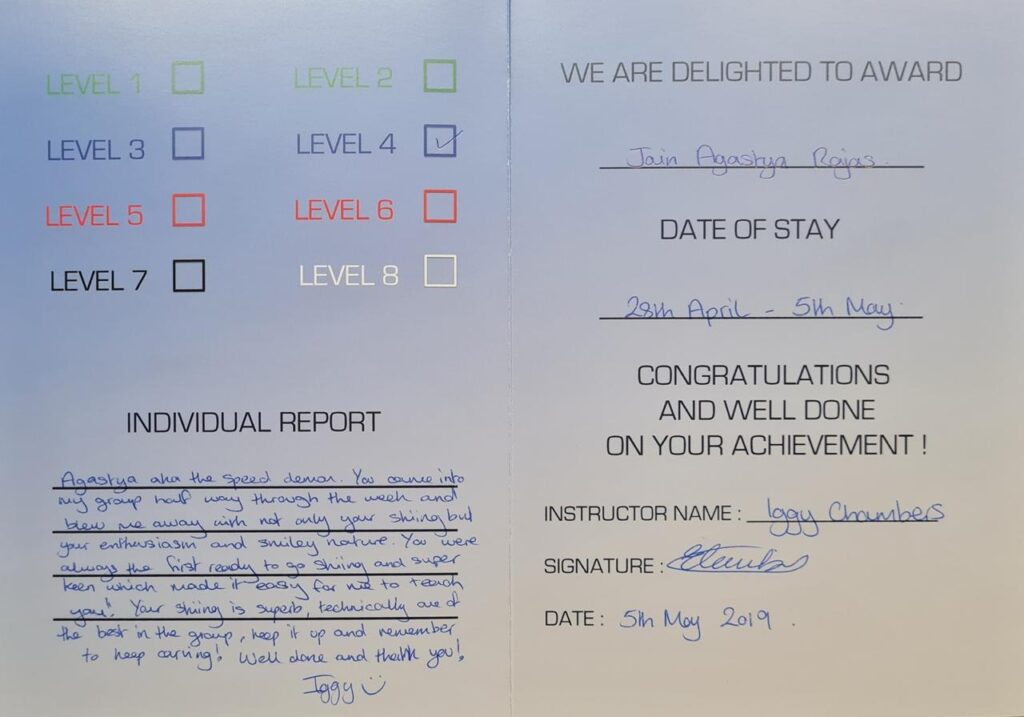 LEVEL 1 LEVEL 2
LEVEL 3 LEVEL 4 ✓
LEVEL 5 LEVEL 6
LEVEL 7 LEVEL 8
INDIVIDUAL REPORT
Agastya aka the speed demon. You came into
my group half way through the week and
blew me away with not only your skiing but
your enthusiasm and smiley nature. You were
always the first ready to go skiing and super
keen which made it easy for me to teach
you! Your skiing is superb, technically one of
the best in the group, keep it up and remember
to keep carving! Well done and thank you!
Iggy
WE ARE DELIGHTED TO AWARD
Jain Agastya Rajas.
DATE OF STAY
28th April - 5th May.
CONGRATULATIONS
AND WELL DONE
ON YOUR ACHIEVEMENT !
INSTRUCTOR NAME : Iggy Chambers
SIGNATURE :
DATE : 5th May 2019 .